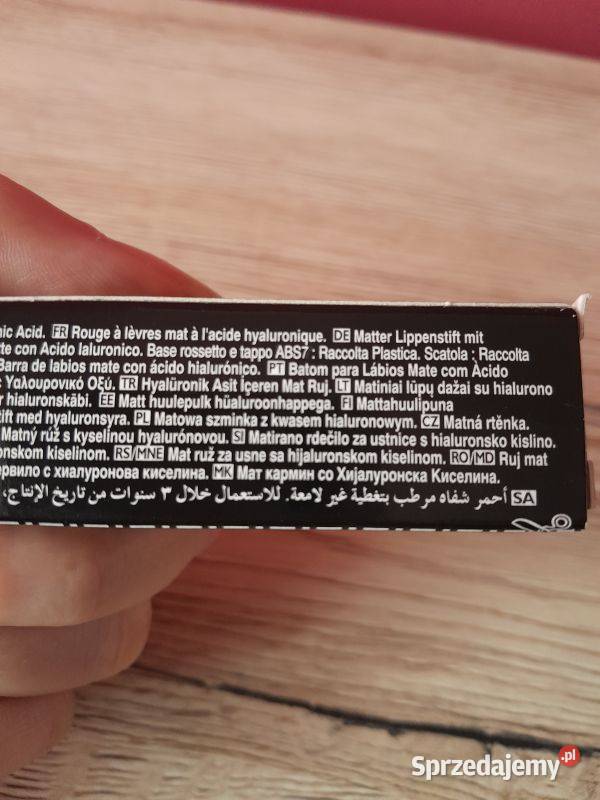 nic Acid. FR Rouge à lèvres mat à l'acide hyaluronique. DE Matter Lippenstift mit
te con Acido Ialuronico. Base rossetto e tappo ABS7 : Raccolta Plastica. Scatola : Raccolta
Barra de labios mate con ácido hialurónico. PT Batom para Lábios Mate com Ácido
Υαλουρονικό Οξύ. TR Hyalüronik Asit İçeren Mat Ruj. LT Matiniai lūpų dažai su hialurono
hialuronskābi. EE Matt huulepulk hüaluroonhappega. FI Mattahuulipuna
ift med hyaluronsyra. PL Matowa szminka z kwasem hialuronowym. CZ Matná rtěnka.
Matný rúž s kyselinou hyalurónovou. SI Matirano rdečilo za ustnice s hialuronsko kislino.
onskom kiselinom. RS/MNE Mat ruž za usne sa hijaluronskom kiselinom. RO/MD Ruj mat
ервило с хиалуронова киселина. MK Мат кармин со Хијалуронска Киселина.
SA أحمر شفاه مرطب بتغطية غير لامعة. للاستعمال خلال ٣ سنوات من تاريخ الإنتاج،
Sprzedajemy.pl